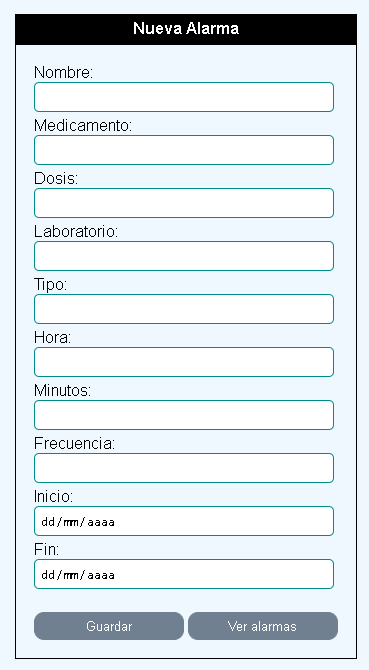 Nueva Alarma
Nombre:
Medicamento:
Dosis:
Laboratorio:
Tipo:
Hora:
Minutos:
Frecuencia:
Inicio:
dd/mm/aaaa
Fin:
dd/mm/aaaa
Guardar Ver alarmas